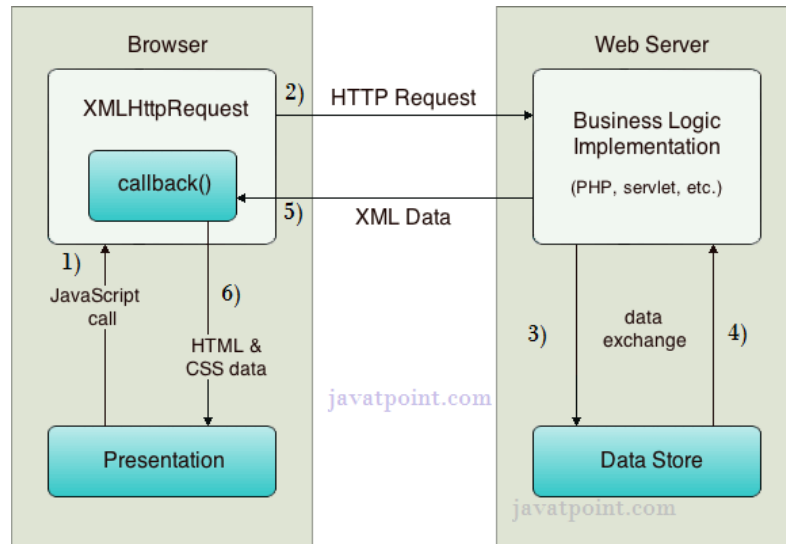 Browser
Web Server
XMLHttpRequest
2)
HTTP Request
Business Logic
Implementation
(PHP, servlet, etc.)
callback()
5)
XML Data
1)
JavaScript
call
6)
HTML &
CSS data
3)
data
exchange
4)
javatpoint.com
Presentation
Data Store
javatpoint.com